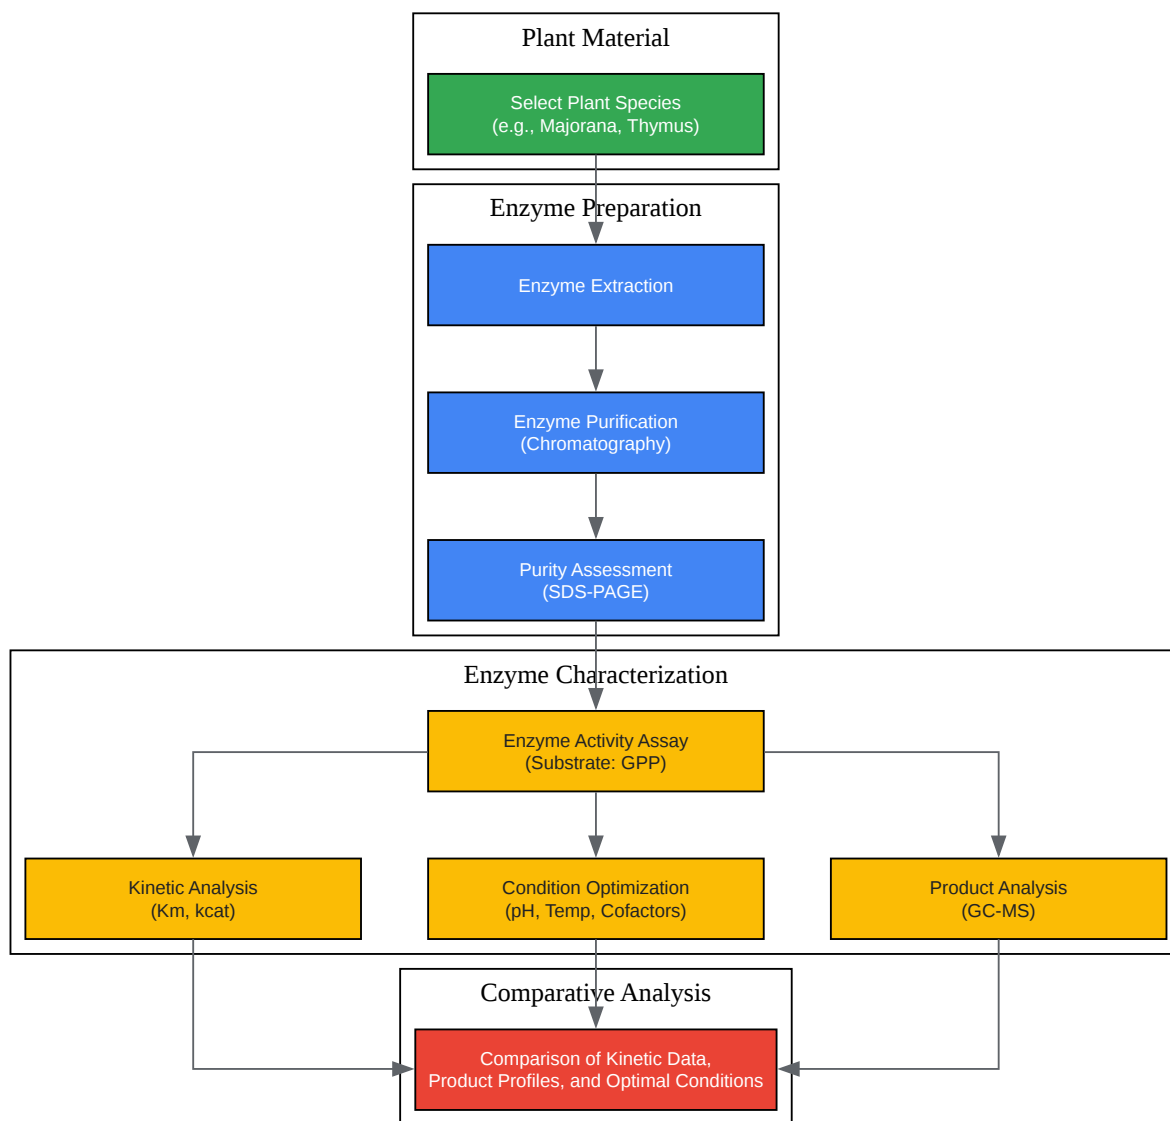 Plant Material
Select Plant Species
(e.g., Majorana, Thymus)
Enzyme Preparation
Enzyme Extraction
Enzyme Purification
(Chromatography)
Purity Assessment
(SDS-PAGE)
Enzyme Characterization
Enzyme Activity Assay
(Substrate: GPP)
Kinetic Analysis
(Km, kcat)
Condition Optimization
(pH, Temp, Cofactors)
Product Analysis
(GC-MS)
Comparative Analysis
Comparison of Kinetic Data,
Product Profiles, and Optimal Conditions